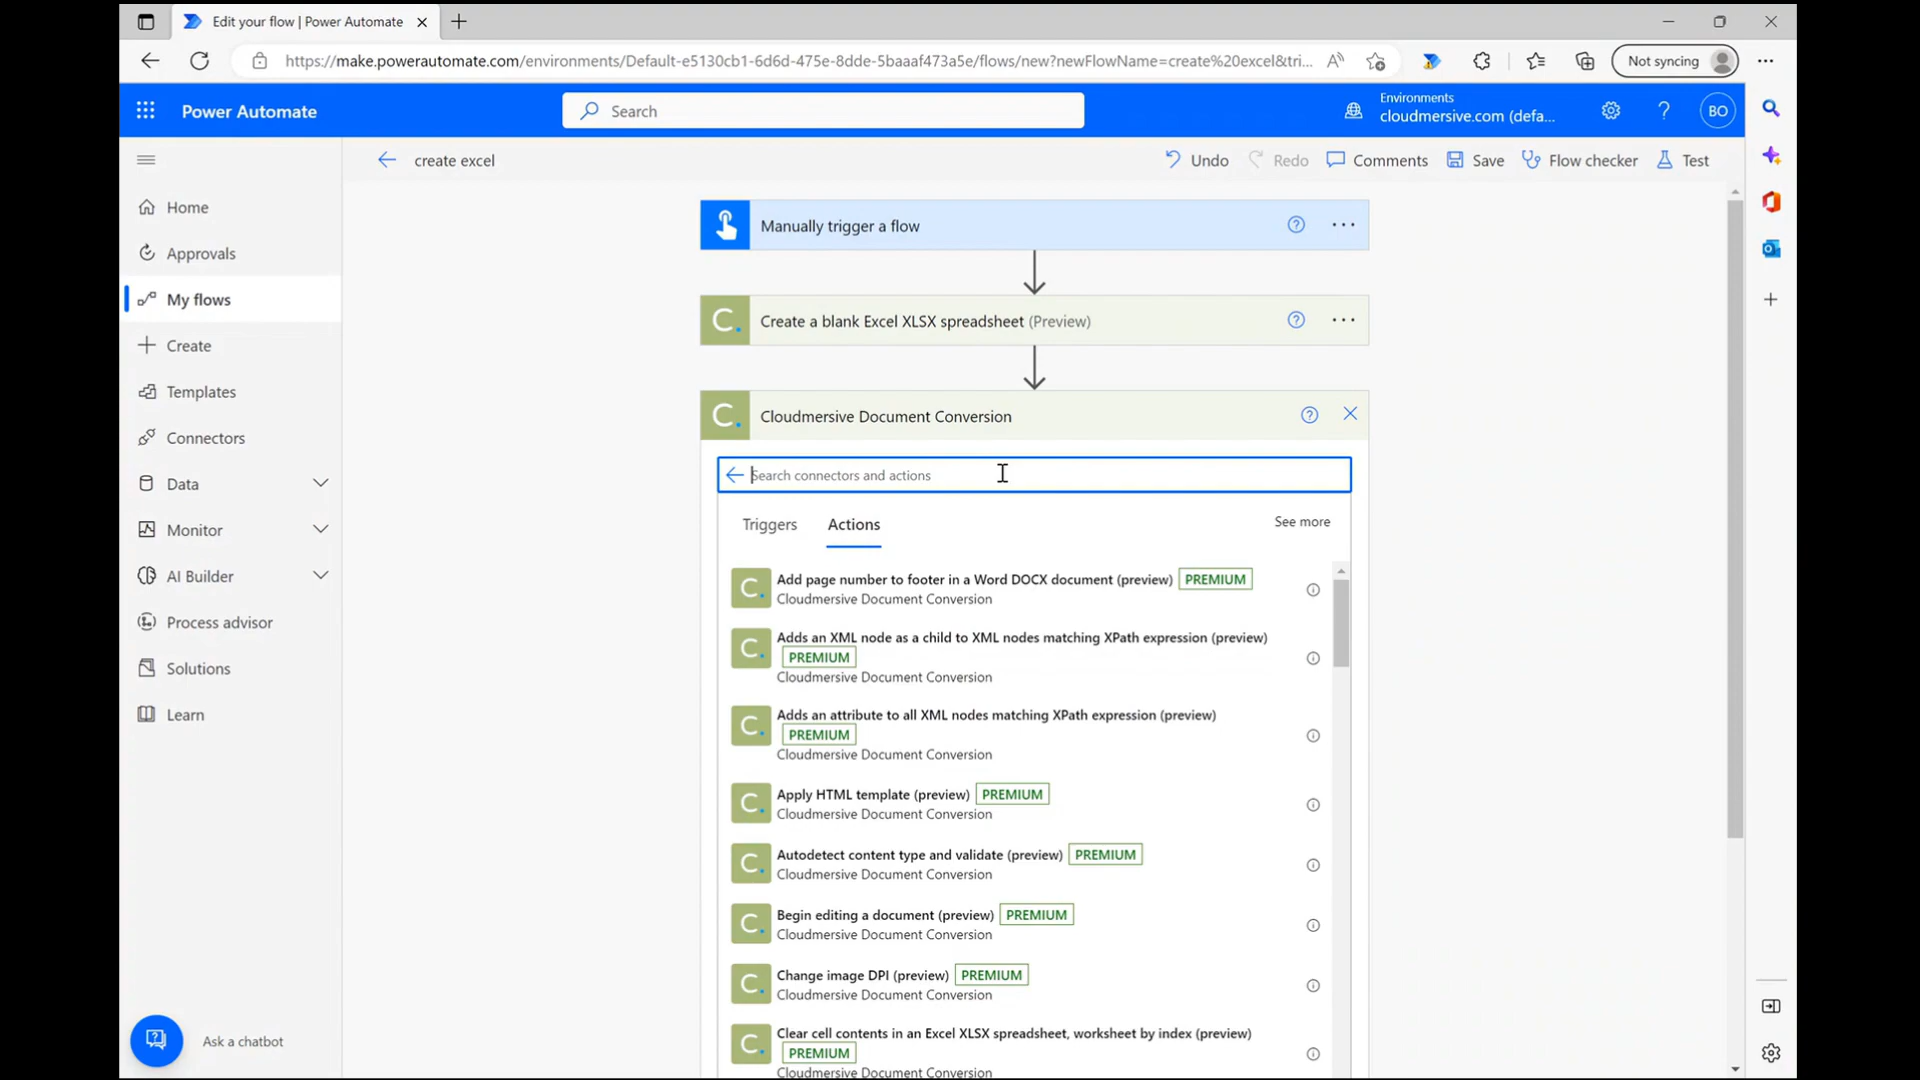 Edit your flow | Power Automate
https://make.powerautomate.com/environments/Default-e5130cb1-6d6d-475e-8dde-5baaaf473a5e/flows/new?newFlowName=create%20excel&tri...
Not syncing
Power Automate
Search
Environments
cloudmersive.com (defa...
BO
create excel
Undo
Redo
Comments
Save
Flow checker
Test
Home
Approvals
My flows
Create
Templates
Connectors
Data
Monitor
AI Builder
Process advisor
Solutions
Learn
Ask a chatbot
Manually trigger a flow
C. Create a blank Excel XLSX spreadsheet (Preview)
C. Cloudmersive Document Conversion
Search connectors and actions
Triggers
Actions
See more
C. Add page number to footer in a Word DOCX document (preview) PREMIUM
Cloudmersive Document Conversion
C. Adds an XML node as a child to XML nodes matching XPath expression (preview)
PREMIUM
Cloudmersive Document Conversion
C. Adds an attribute to all XML nodes matching XPath expression (preview)
PREMIUM
Cloudmersive Document Conversion
C. Apply HTML template (preview) PREMIUM
Cloudmersive Document Conversion
C. Autodetect content type and validate (preview) PREMIUM
Cloudmersive Document Conversion
C. Begin editing a document (preview) PREMIUM
Cloudmersive Document Conversion
C. Change image DPI (preview) PREMIUM
Cloudmersive Document Conversion
C. Clear cell contents in an Excel XLSX spreadsheet, worksheet by index (preview)
PREMIUM
Cloudmersive Document Conversion